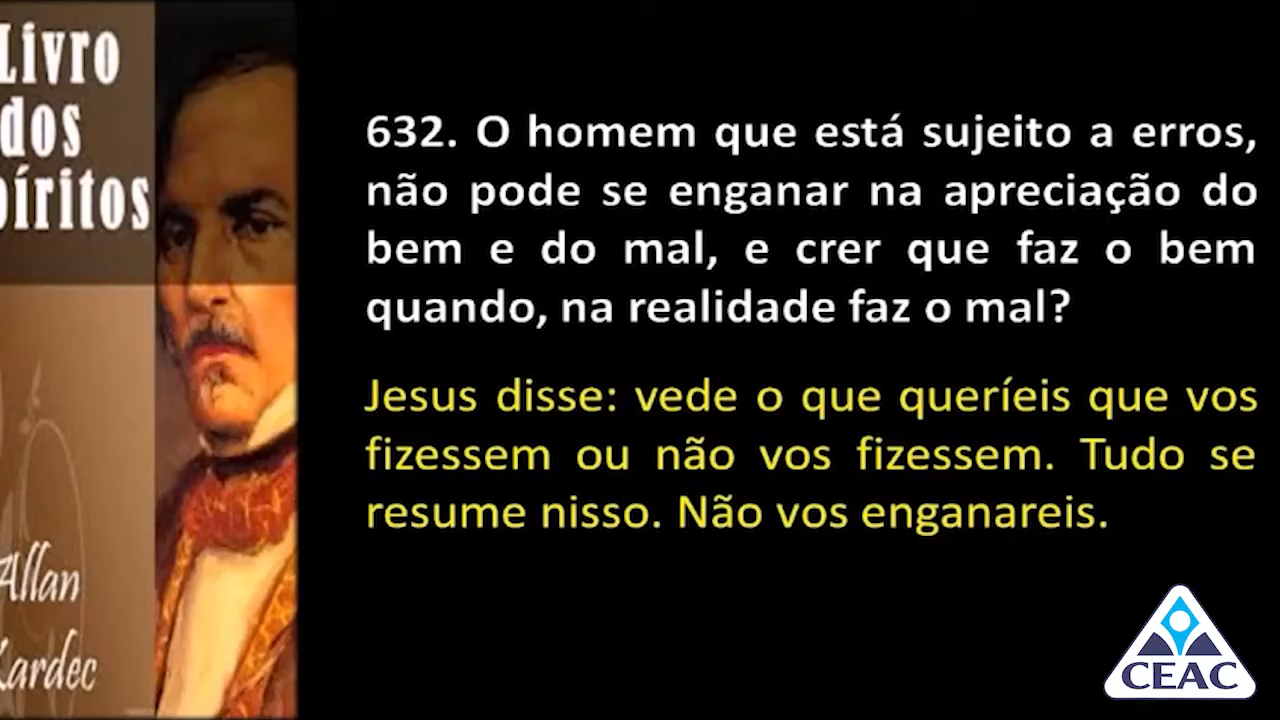 Livro
dos
píritos
Allan
Kardec
632. O homem que está sujeito a erros,
não pode se enganar na apreciação do
bem e do mal, e crer que faz o bem
quando, na realidade faz o mal?
Jesus disse: vede o que queríeis que vos
fizessem ou não vos fizessem. Tudo se
resume nisso. Não vos enganareis.
CEAC